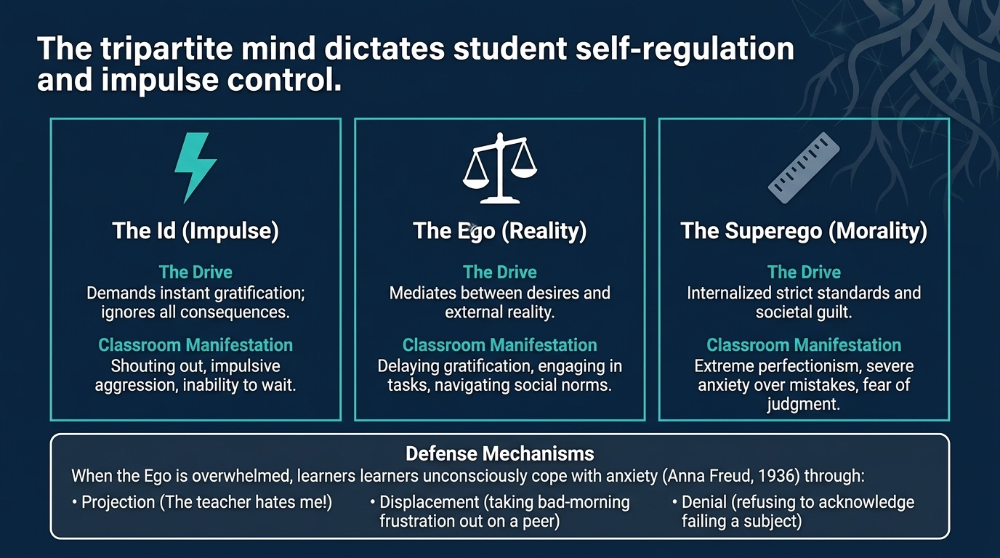 The tripartite mind dictates student self-regulation
and impulse control.
The Id (Impulse)
The Drive
Demands instant gratification;
ignores all consequences.
Classroom Manifestation
Shouting out, impulsive
aggression, inability to wait.
The Ego (Reality)
The Drive
Mediates between desires and
external reality.
Classroom Manifestation
Delaying gratification, engaging in
tasks, navigating social norms.
The Superego (Morality)
The Drive
Internalized strict standards and
societal guilt.
Classroom Manifestation
Extreme perfectionism, severe
anxiety over mistakes, fear of
judgment.
Defense Mechanisms
When the Ego is overwhelmed, learners learners unconsciously cope with anxiety (Anna Freud, 1936) through:
• Projection (The teacher hates me!)
• Displacement (taking bad-morning
frustration out on a peer)
• Denial (refusing to acknowledge
failing a subject)